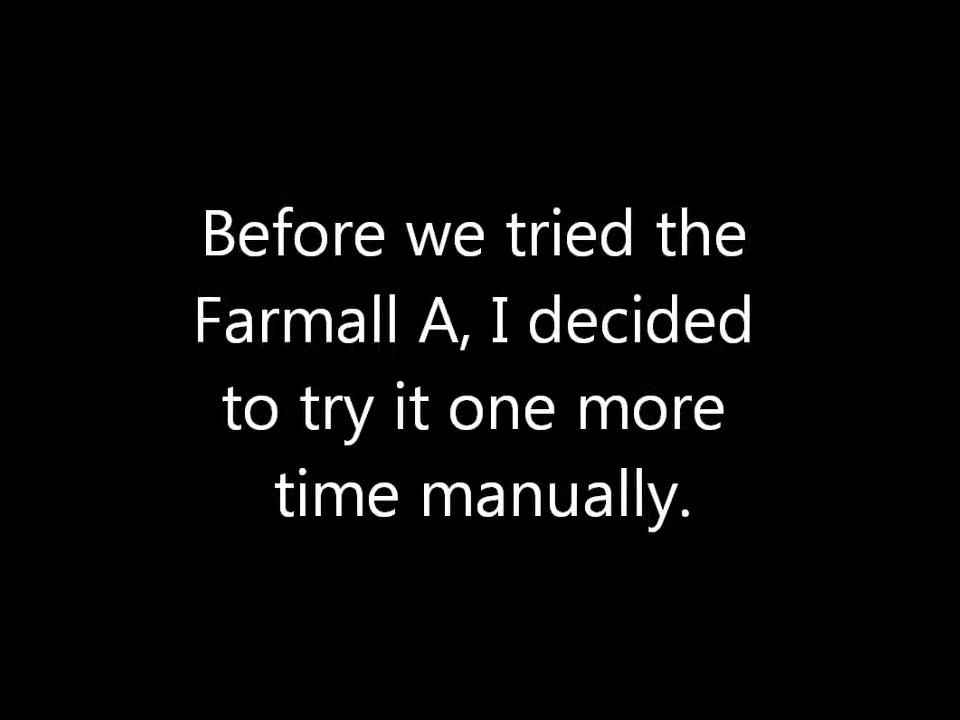 Before we tried the
Farmall A, I decided
to try it one more
time manually.